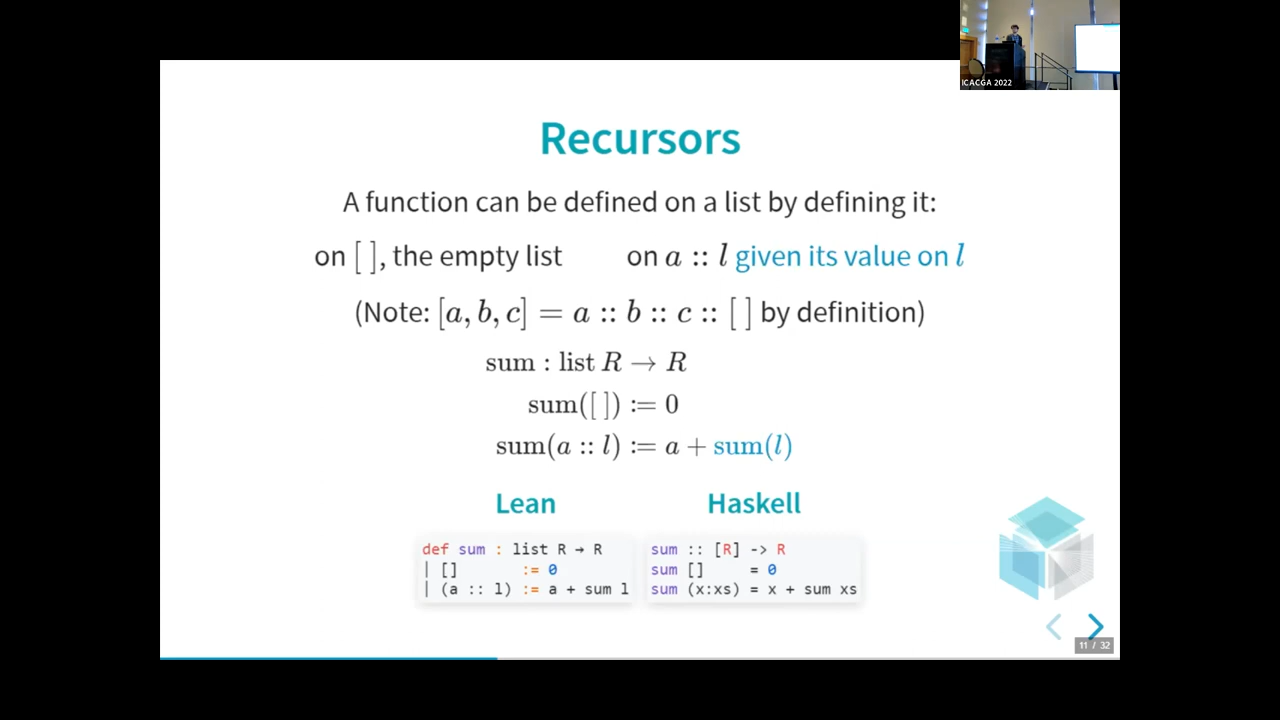 ICACGA 2022
Recursors
A function can be defined on a list by defining it:
on [ ], the empty list
on a :: l given its value on l
(Note: [a, b, c] = a :: b :: c :: [ ] by definition)
sum : list R → R
sum([ ]) := 0
sum(a :: l) := a + sum(l)
Lean
def sum : list R → R
| [] := 0
| (a :: l) := a + sum l
Haskell
sum :: [R] -> R
sum [] = 0
sum (x:xs) = x + sum xs
11 / 32